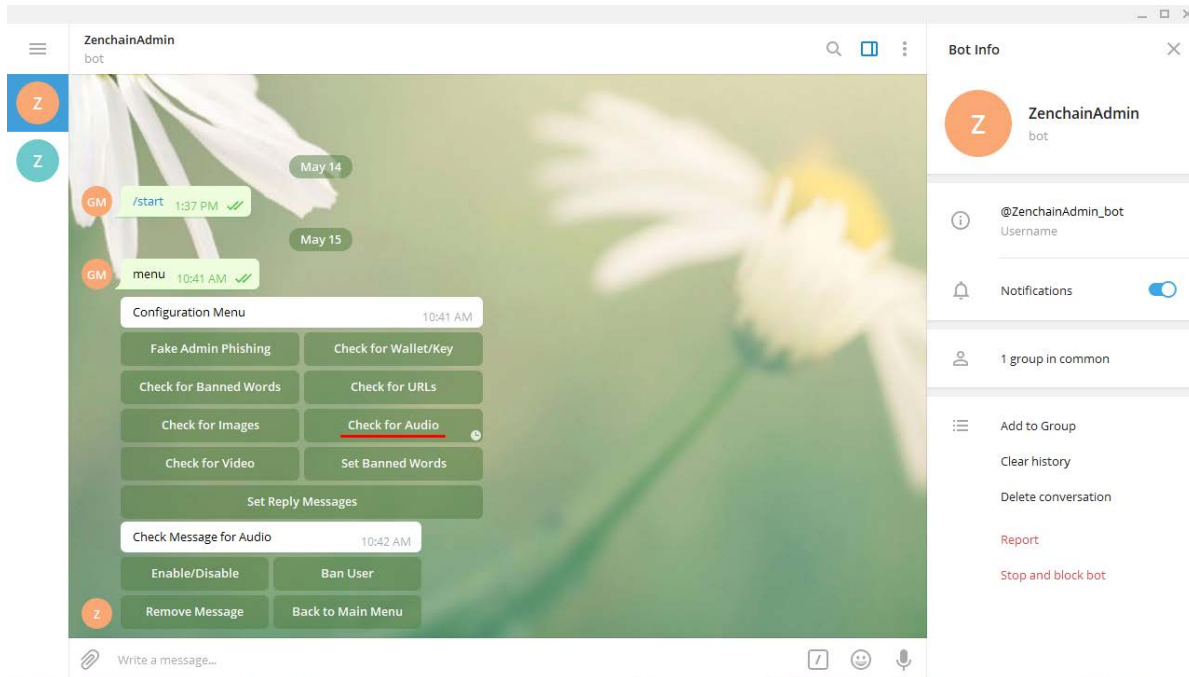 ZenchainAdmin
bot
Z
Z
May 14
GM
/start 1:37 PM
May 15
GM
menu 10:41 AM
Configuration Menu 10:41 AM
Fake Admin Phishing Check for Wallet/Key
Check for Banned Words Check for URLs
Check for Images Check for Audio
Check for Video Set Banned Words
Set Reply Messages
Check Message for Audio 10:42 AM
Enable/Disable Ban User
Z Remove Message Back to Main Menu
Write a message...
/
Bot Info
Z
ZenchainAdmin
bot
@ZenchainAdmin_bot
Username
Notifications
1 group in common
Add to Group
Clear history
Delete conversation
Report
Stop and block bot